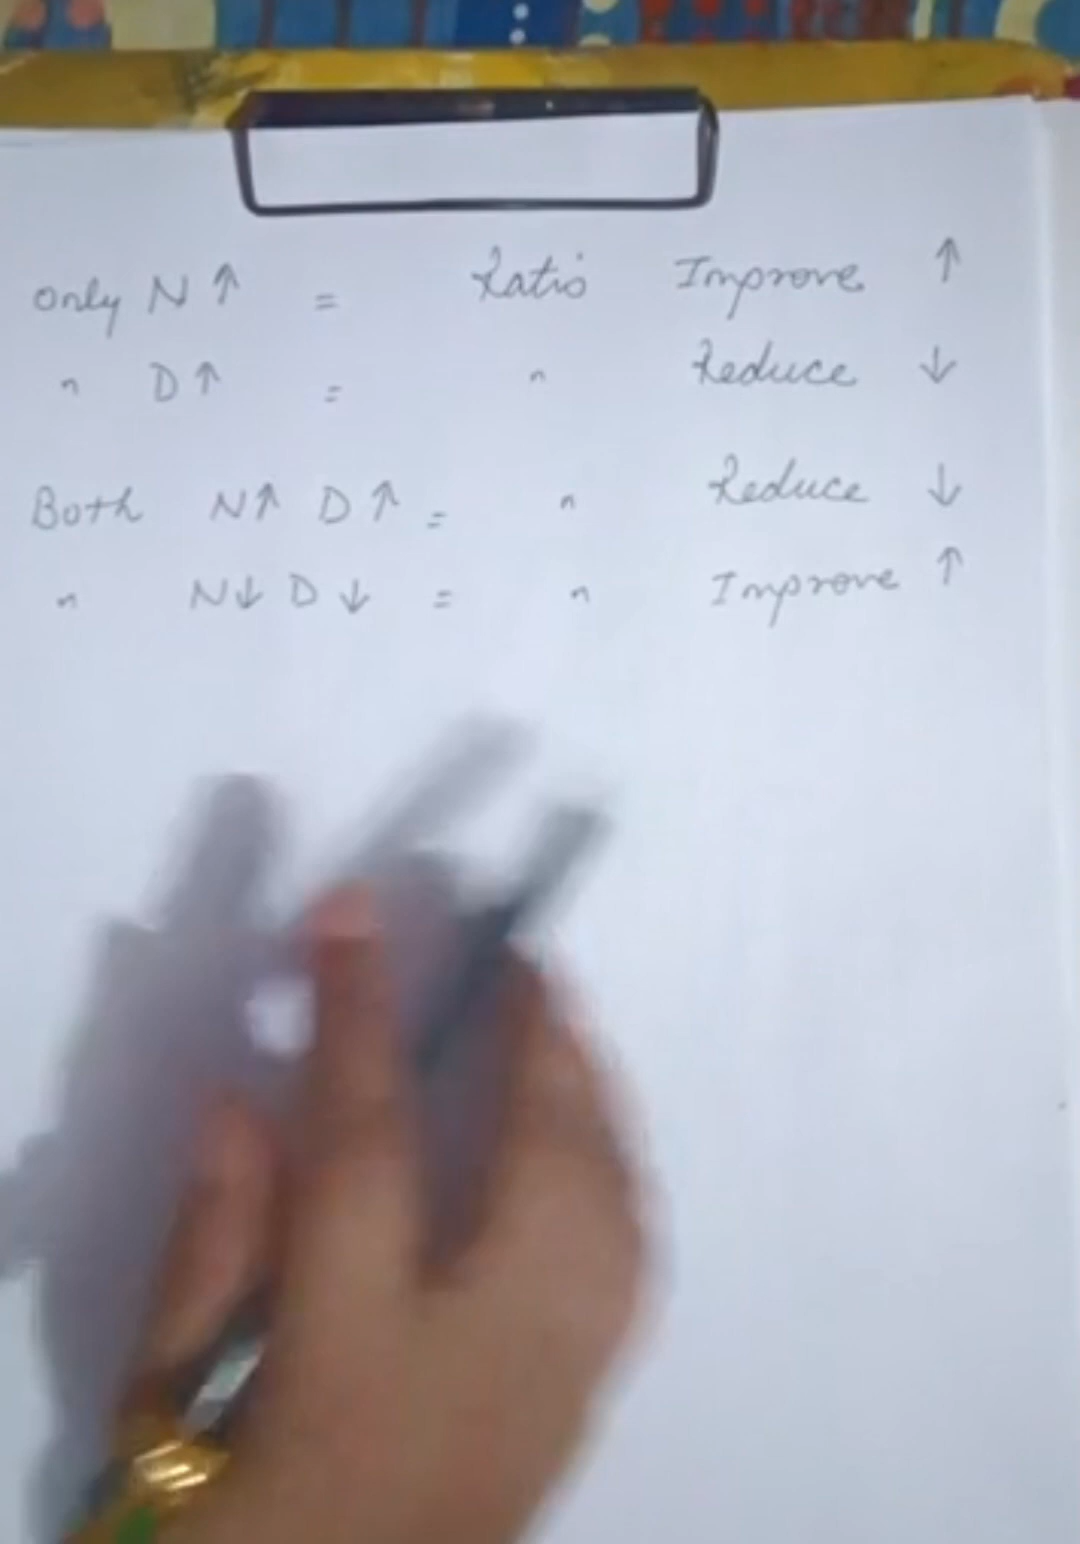 Only N ↑ = Ratio Improve ↑
" D ↑ = " Reduce ↓
Both N↑ D↑ = " Reduce ↓
" N↓ D↓ = " Improve ↑